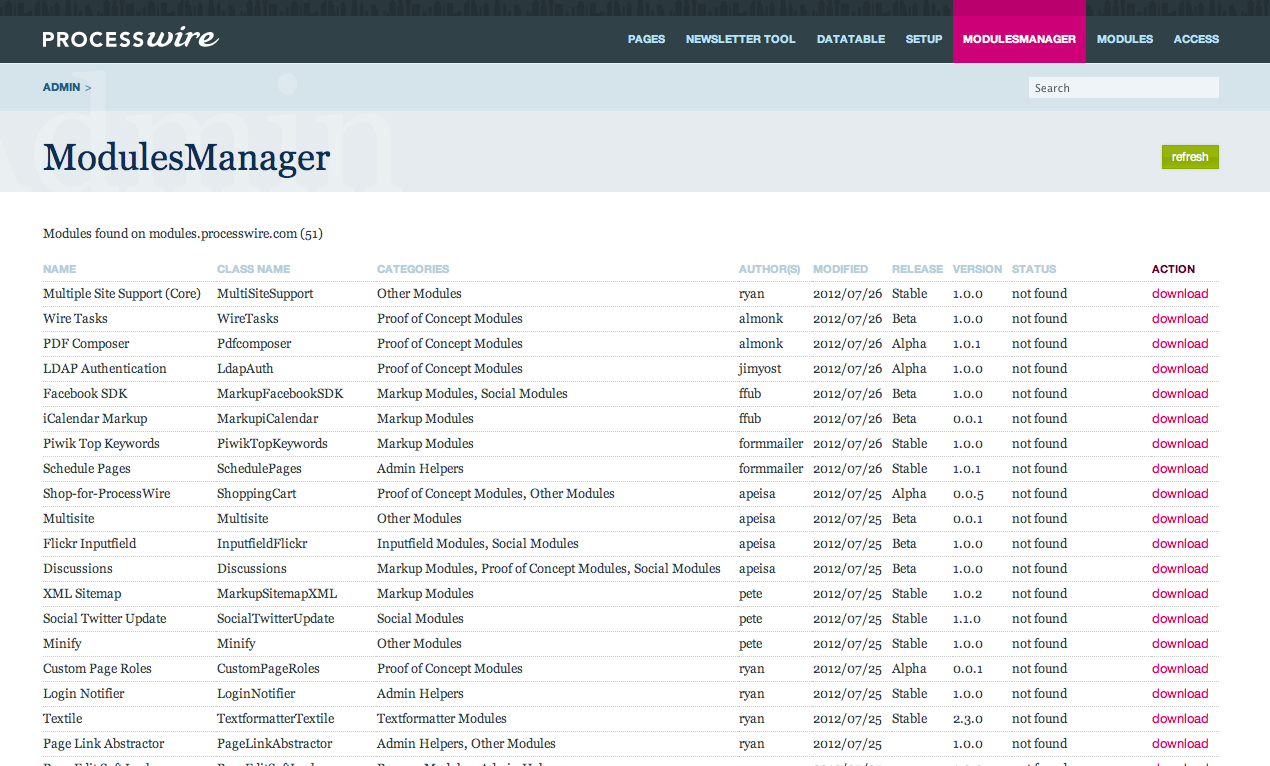 PROCESSwire PAGES NEWSLETTER TOOL DATATABLE SETUP MODULESMANAGER MODULES ACCESS
ADMIN > Search
Admin
ModulesManager refresh
Modules found on modules.processwire.com (51)
NAME CLASS NAME CATEGORIES AUTHOR(S) MODIFIED RELEASE VERSION STATUS ACTION
Multiple Site Support (Core) MultiSiteSupport Other Modules ryan 2012/07/26 Stable 1.0.0 not found download
Wire Tasks WireTasks Proof of Concept Modules almonk 2012/07/26 Beta 1.0.0 not found download
PDF Composer Pdfcomposer Proof of Concept Modules almonk 2012/07/26 Alpha 1.0.1 not found download
LDAP Authentication LdapAuth Proof of Concept Modules jimyost 2012/07/26 Alpha 1.0.0 not found download
Facebook SDK MarkupFacebookSDK Markup Modules, Social Modules ffub 2012/07/26 Beta 1.0.0 not found download
iCalendar Markup MarkupiCalendar Markup Modules ffub 2012/07/26 Beta 0.0.1 not found download
Piwik Top Keywords PiwikTopKeywords Markup Modules formmailer 2012/07/26 Stable 1.0.0 not found download
Schedule Pages SchedulePages Admin Helpers formmailer 2012/07/26 Stable 1.0.1 not found download
Shop-for-ProcessWire ShoppingCart Proof of Concept Modules, Other Modules apeisa 2012/07/25 Alpha 0.0.5 not found download
Multisite Multisite Other Modules apeisa 2012/07/25 Beta 0.0.1 not found download
Flickr Inputfield InputfieldFlickr Inputfield Modules, Social Modules apeisa 2012/07/25 Beta 1.0.0 not found download
Discussions Discussions Markup Modules, Proof of Concept Modules, Social Modules apeisa 2012/07/25 Beta 1.0.0 not found download
XML Sitemap MarkupSitemapXML Markup Modules pete 2012/07/25 Stable 1.0.2 not found download
Social Twitter Update SocialTwitterUpdate Social Modules pete 2012/07/25 Stable 1.1.0 not found download
Minify Minify Other Modules pete 2012/07/25 Stable 1.0.0 not found download
Custom Page Roles CustomPageRoles Proof of Concept Modules ryan 2012/07/25 Alpha 0.0.1 not found download
Login Notifier LoginNotifier Admin Helpers ryan 2012/07/25 Stable 1.0.0 not found download
Textile TextformatterTextile Textformatter Modules ryan 2012/07/25 Stable 2.3.0 not found download
Page Link Abstractor PageLinkAbstractor Admin Helpers, Other Modules ryan 2012/07/25 1.0.0 not found download